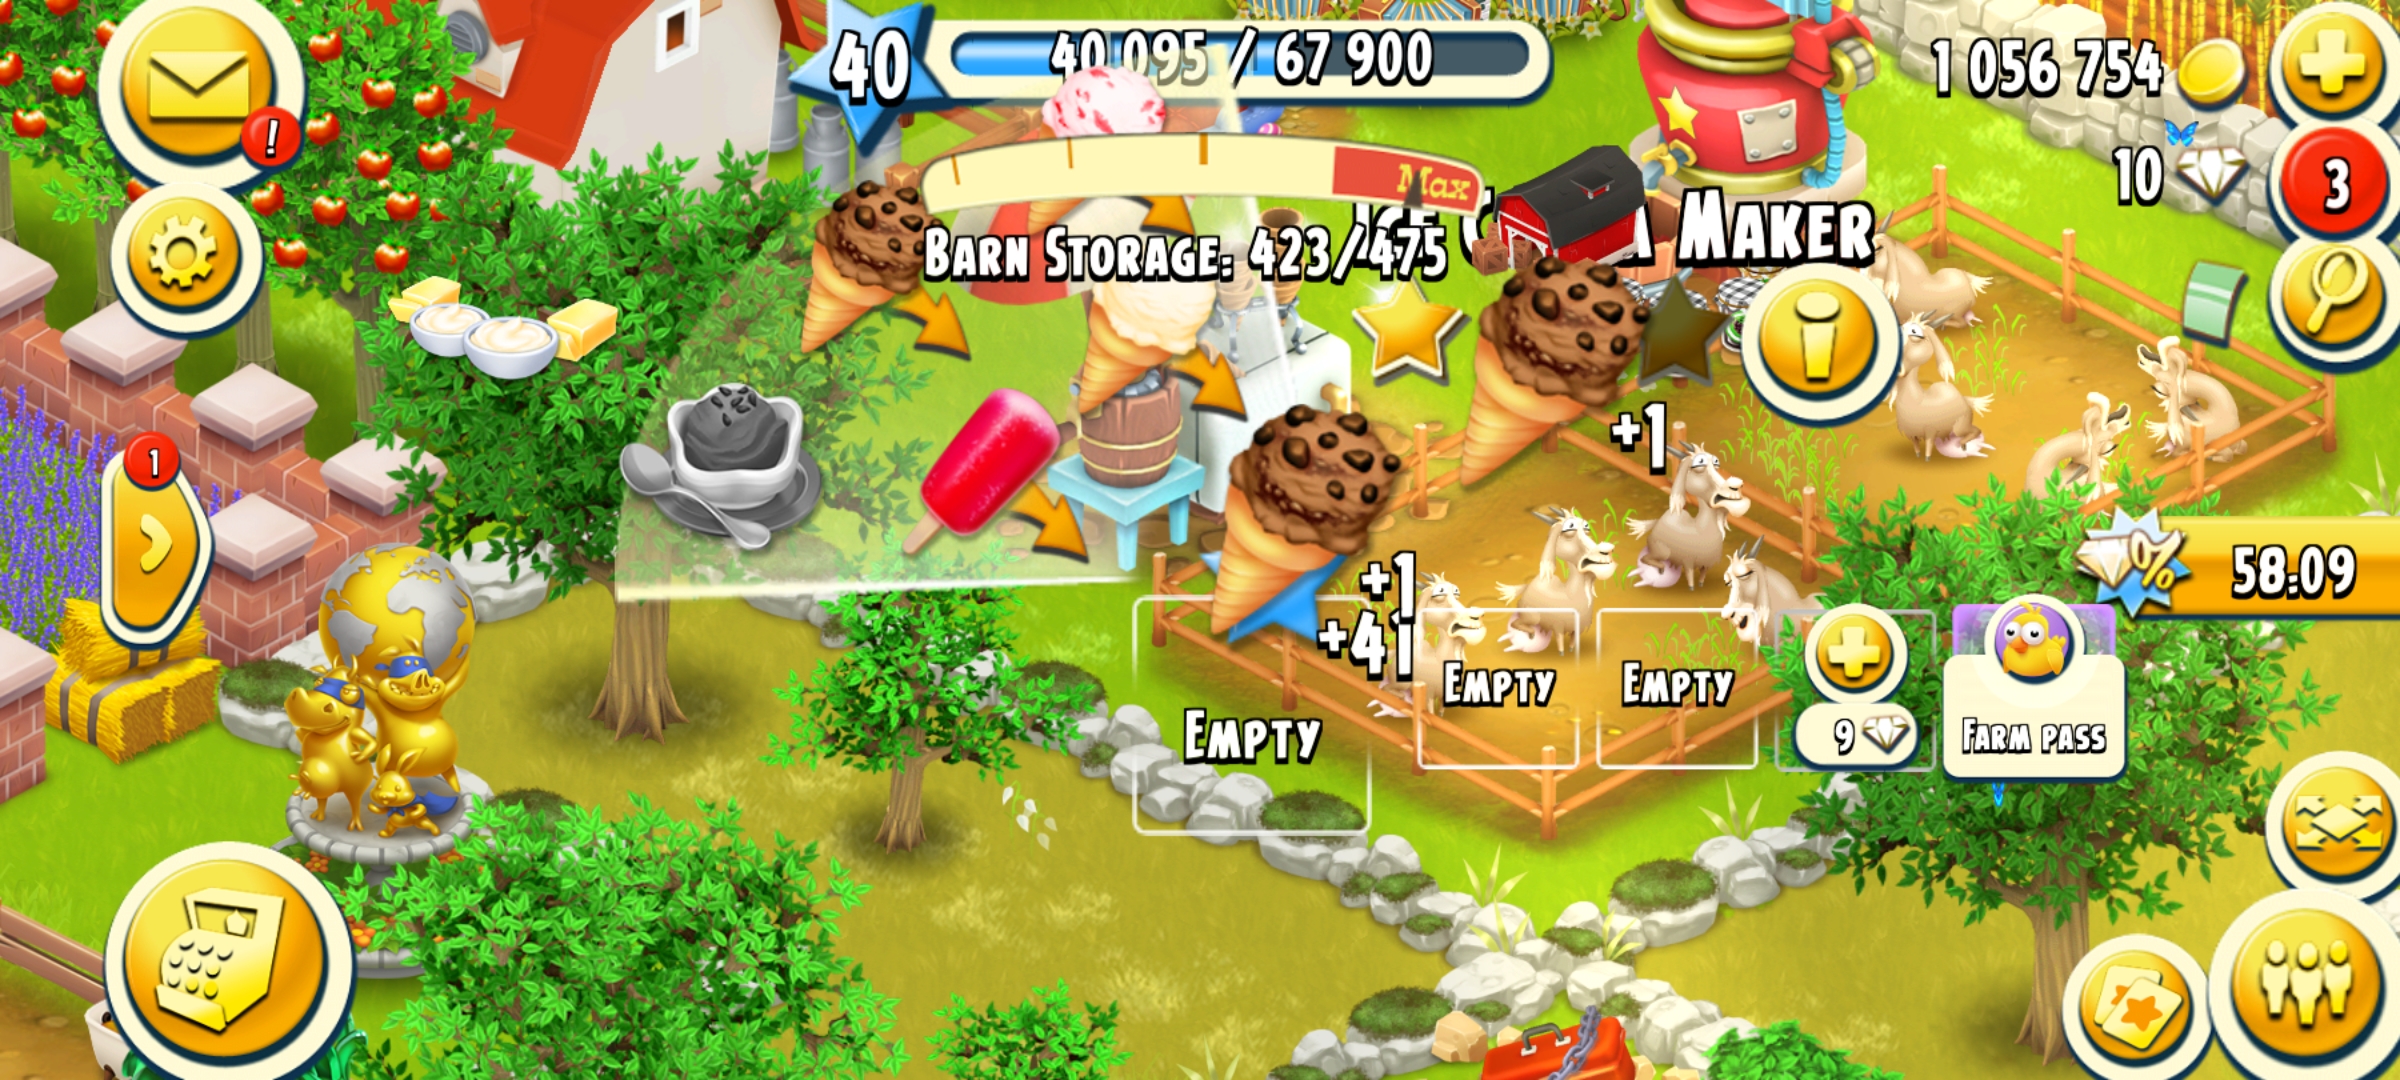 40
40 095 / 67 900
1 056 754
!
Max
10
3
Barn Storage: 423/475
Maker
+1
1
+1
58:09
%
+41
Empty
Empty
Empty
9
Farm pass